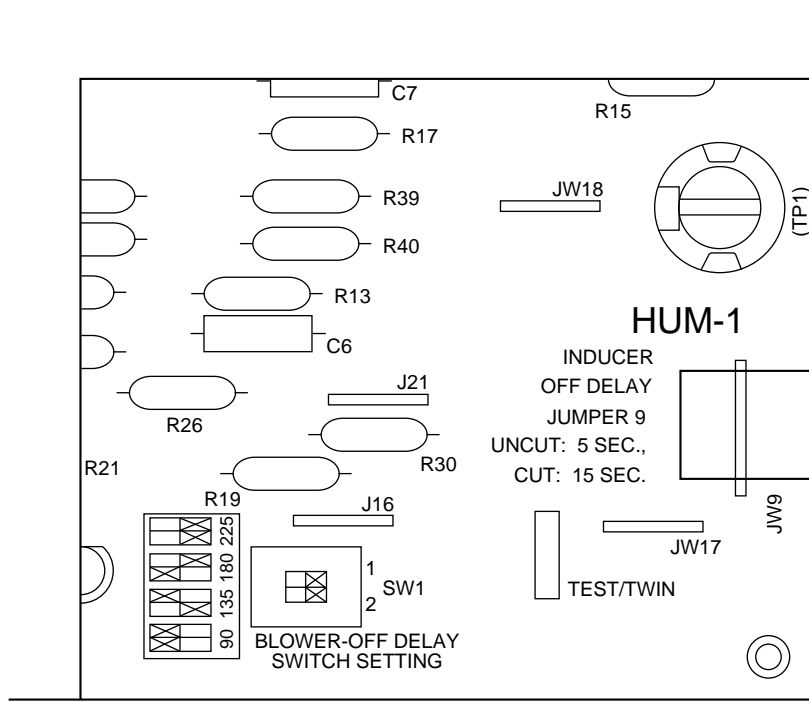 C7
R15
R17
JW18
R39
(TP1)
R40
R13
HUM-1
C6
INDUCER
OFF DELAY
JUMPER 9
UNCUT: 5 SEC.,
CUT: 15 SEC.
J21
R26
R30
R21
R19
J16
JW9
JW17
225
180
135
90
1
2
SW1
TEST/TWIN
BLOWER-OFF DELAY
SWITCH SETTING